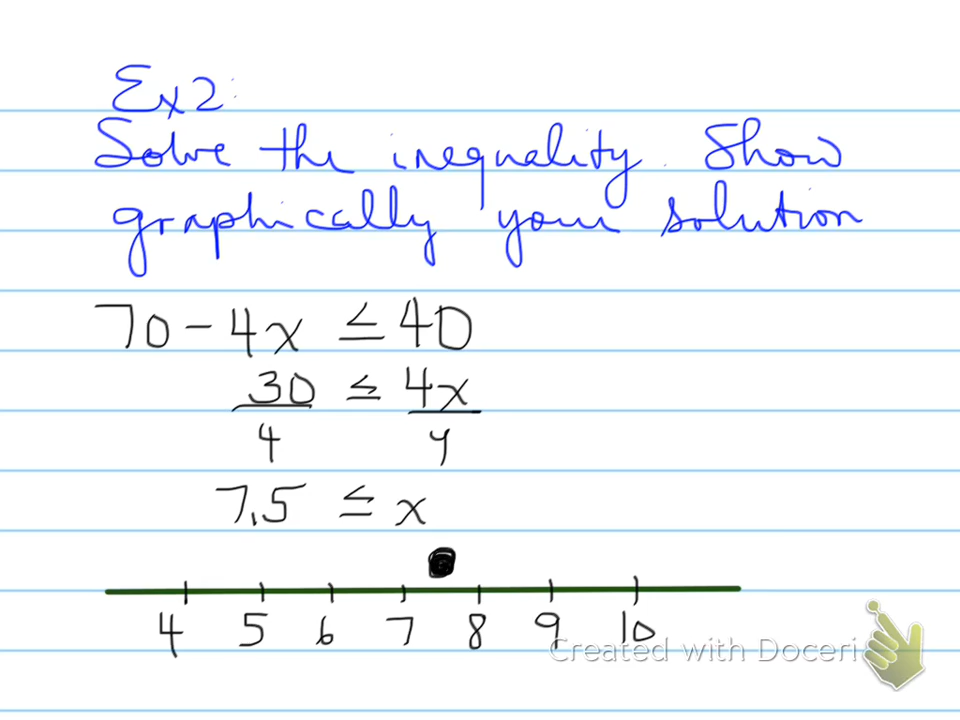 Ex2:
Solve the inequality. Show
graphically your solution
70 - 4x ≤ 40
30 ≤ 4x
4 4
7.5 ≤ x
4 5 6 7 8 9 10
Created with Doceri